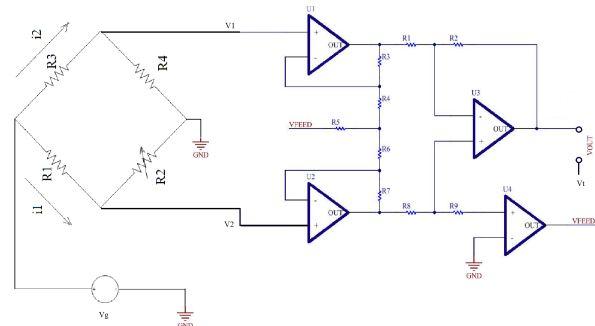 U1
i2
V1
R3
R4
+
-
OUT
R1
R2
R3
R4
U3
VFEED
R5
-
+
OUT
VOUT
GND
R6
Vt
R1
R2
U2
R7
U4
-
+
OUT
R8
R9
+
-
OUT
VFEED
i1
V2
GND
Vg
+
-
GND